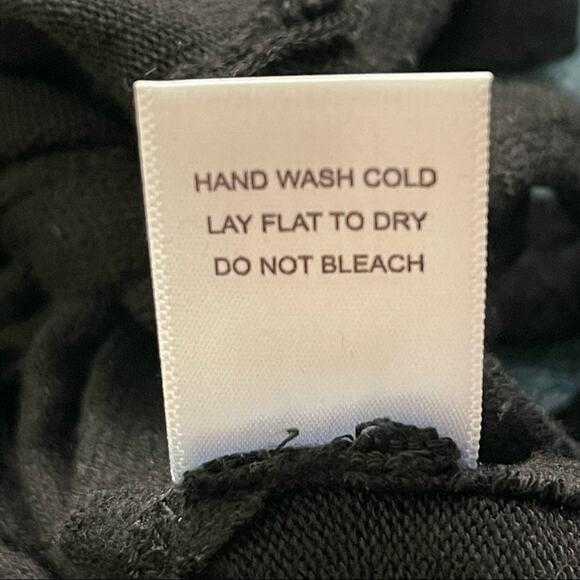 HAND WASH COLD
LAY FLAT TO DRY
DO NOT BLEACH